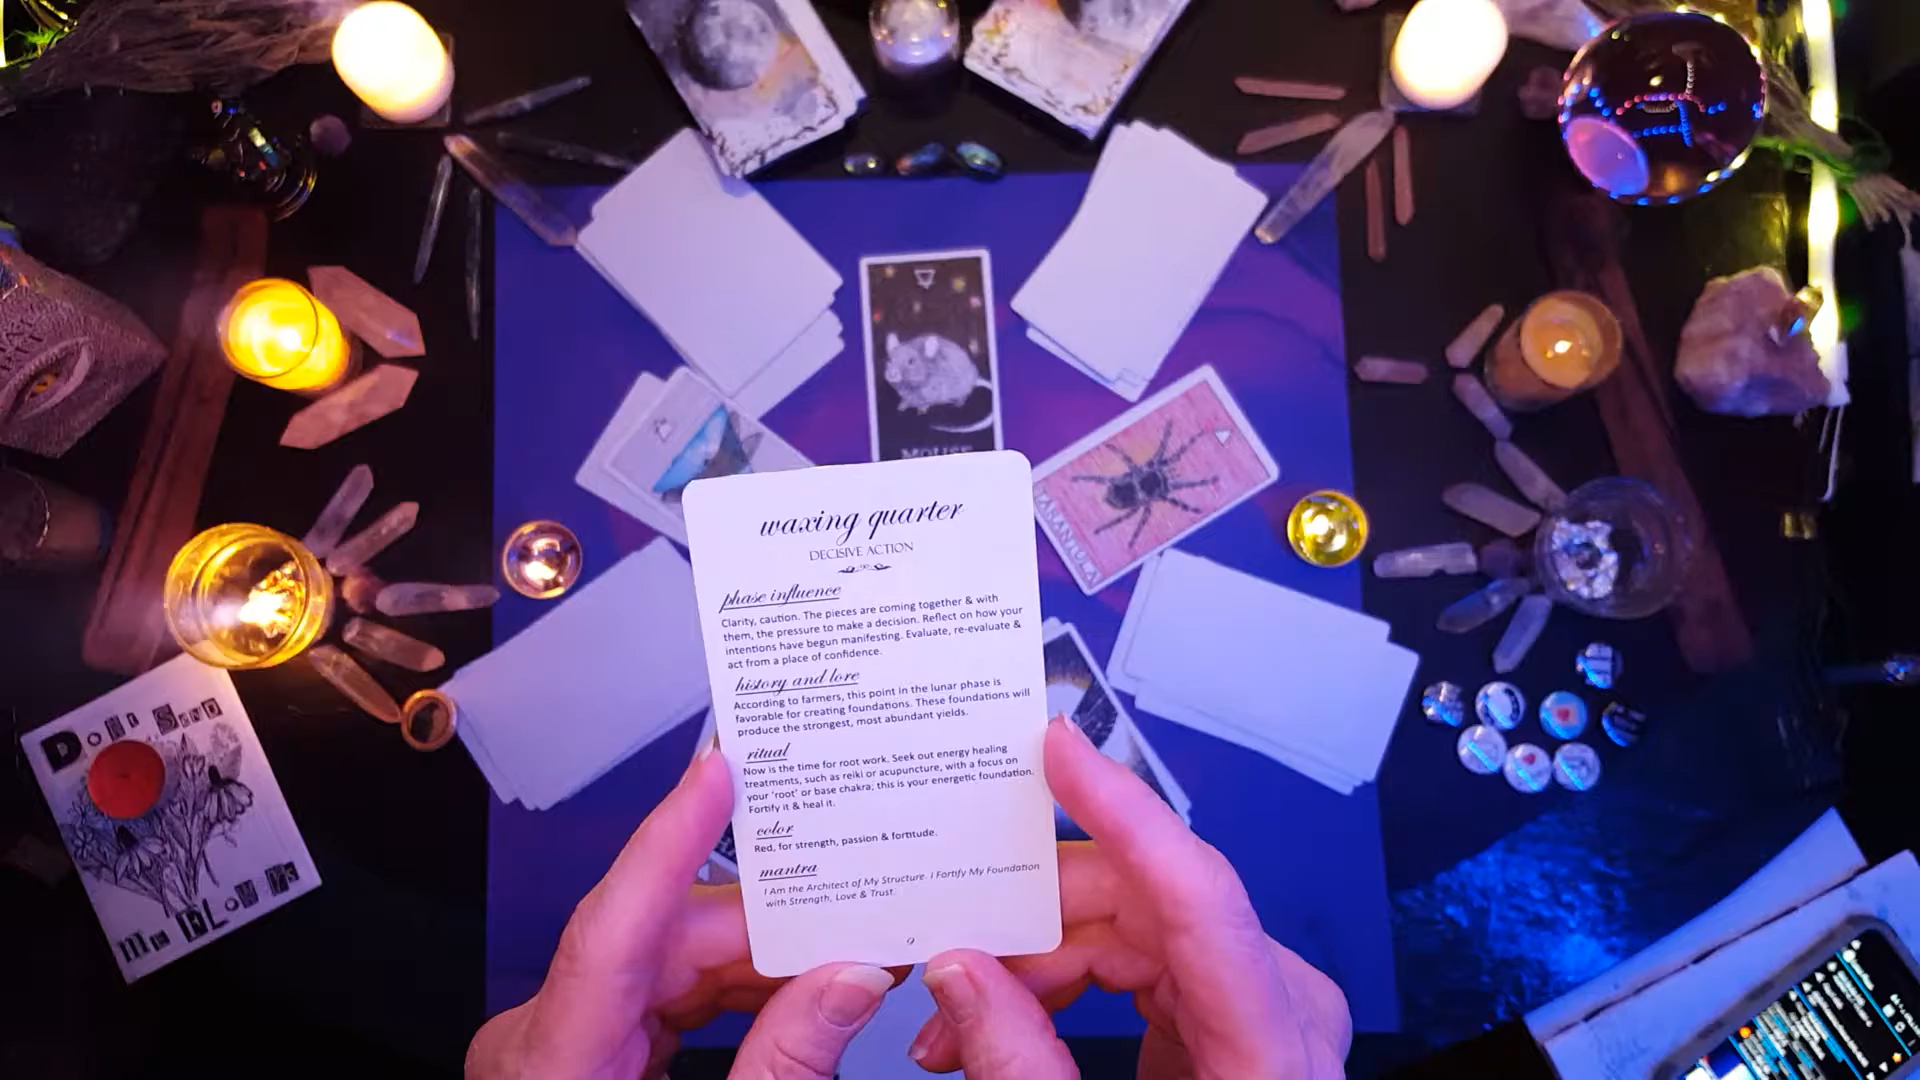 MOUSE
TARANTULA
waxing quarter
DECISIVE ACTION
phase influence
Clarity, caution. The pieces are coming together & with
them, the pressure to make a decision. Reflect on how your
intentions have begun manifesting. Evaluate, re-evaluate &
act from a place of confidence.
history and lore
According to farmers, this point in the lunar phase is
favorable for creating foundations. These foundations will
produce the strongest, most abundant yields.
ritual
Now is the time for root work. Seek out energy healing
treatments, such as reiki or acupuncture, with a focus on
your 'root' or base chakra; this is your energetic foundation.
Fortify it & heal it.
color
Red, for strength, passion & fortitude.
mantra
I Am the Architect of My Structure. I Fortify My Foundation
with Strength, Love & Trust.
9
Don't Send
Me Flowers